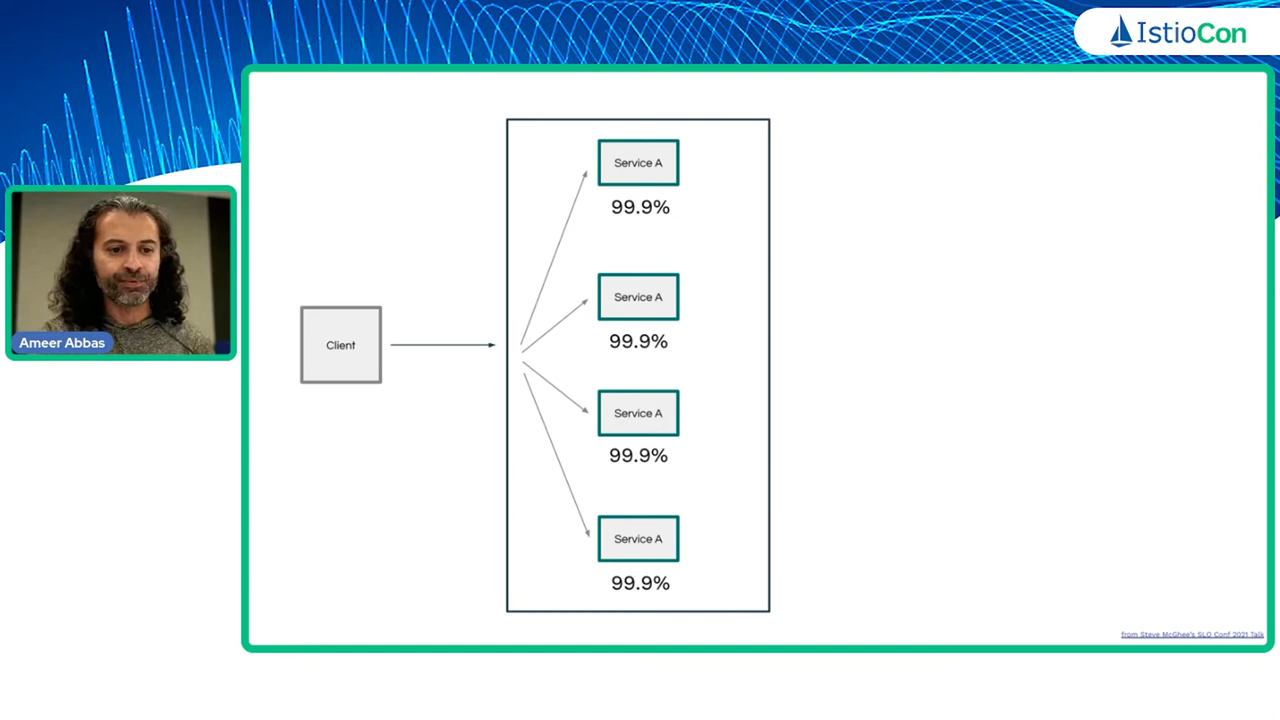 IstioCon
Service A
99.9%
Service A
99.9%
Client
Ameer Abbas
Service A
99.9%
Service A
99.9%
from Steve McGhee's SLO Conf 2021 Talk